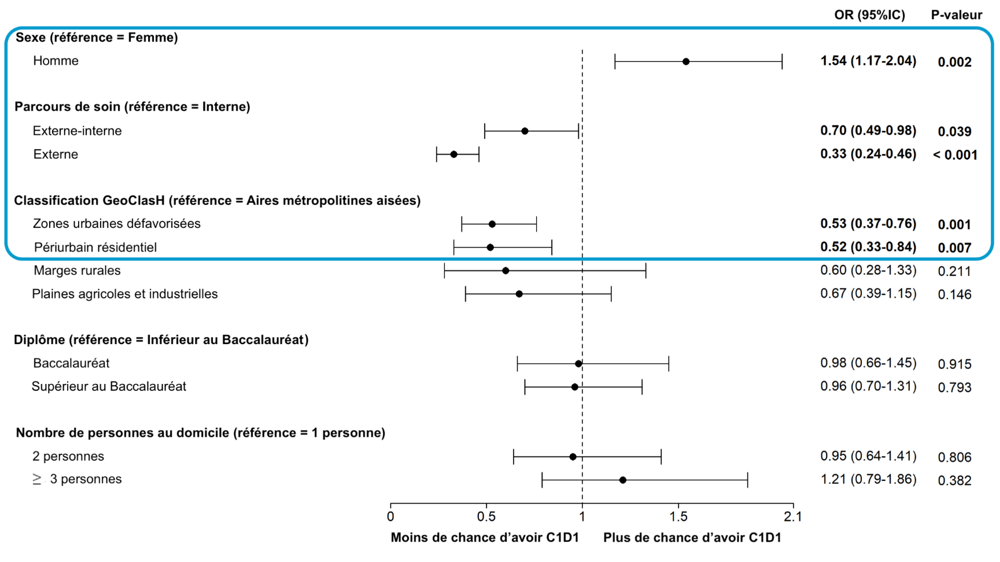 OR (95%IC) P-valeur
Sexe (référence = Femme)
Homme 1.54 (1.17-2.04) 0.002
Parcours de soin (référence = Interne)
Externe-interne 0.70 (0.49-0.98) 0.039
Externe 0.33 (0.24-0.46) < 0.001
Classification GeoClasH (référence = Aires métropolitines aisées)
Zones urbaines défavorisées 0.53 (0.37-0.76) 0.001
Périurbain résidentiel 0.52 (0.33-0.84) 0.007
Marges rurales 0.60 (0.28-1.33) 0.211
Plaines agricoles et industrielles 0.67 (0.39-1.15) 0.146
Diplôme (référence = Inférieur au Baccalauréat)
Baccalauréat 0.98 (0.66-1.45) 0.915
Supérieur au Baccalauréat 0.96 (0.70-1.31) 0.793
Nombre de personnes au domicile (référence = 1 personne)
2 personnes 0.95 (0.64-1.41) 0.806
≥ 3 personnes 1.21 (0.79-1.86) 0.382
0 0.5 1 1.5 2.1
Moins de chance d’avoir C1D1 Plus de chance d’avoir C1D1